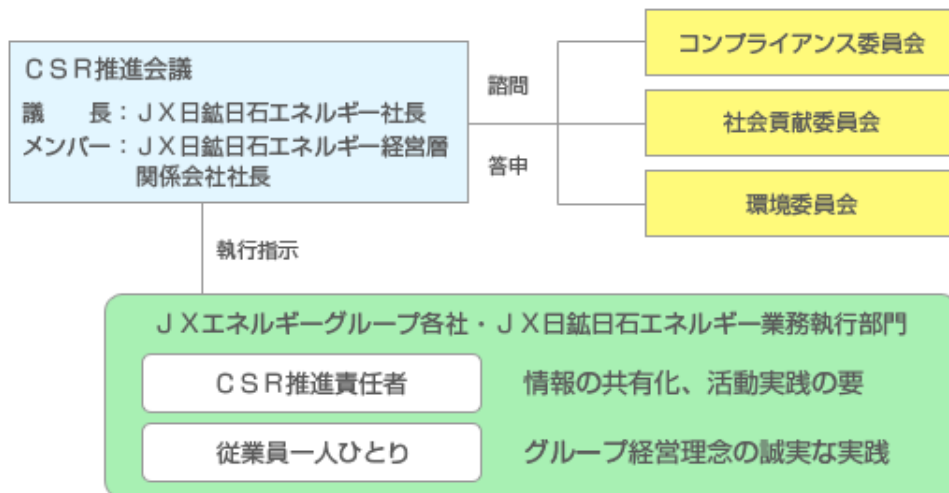 CSR推進会議
議　　長：JX日鉱日石エネルギー社長
メンバー：JX日鉱日石エネルギー経営層
関係会社社長
諮問
答申
コンプライアンス委員会
社会貢献委員会
環境委員会
執行指示
JXエネルギーグループ各社・JX日鉱日石エネルギー業務執行部門
CSR推進責任者　情報の共有化、活動実践の要
従業員一人ひとり　グループ経営理念の誠実な実践